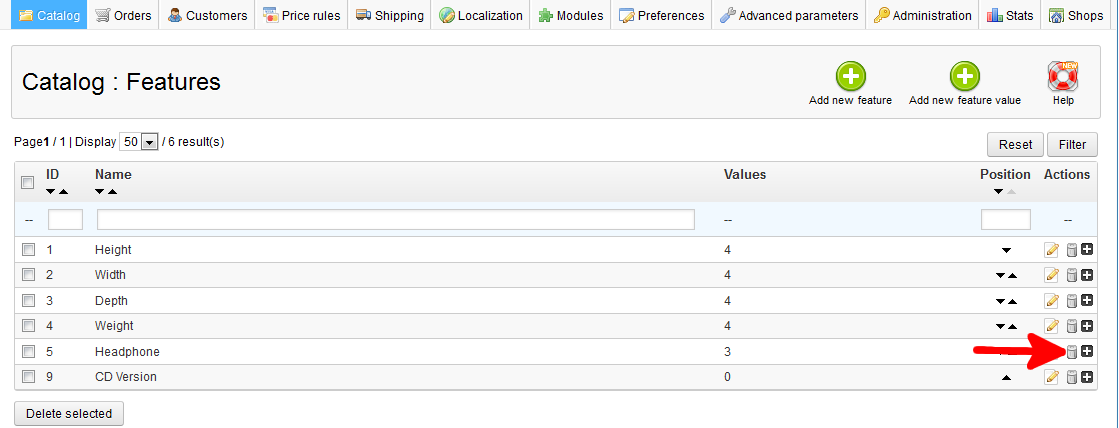 Catalog Orders Customers Price rules Shipping Localization Modules Preferences Advanced parameters Administration Stats Shops
Catalog : Features
Add new feature Add new feature value NEW Help
Page1 / 1 | Display 50 / 6 result(s) Reset Filter
ID Name Values Position Actions
-- -- --
1 Height 4
2 Width 4
3 Depth 4
4 Weight 4
5 Headphone 3
9 CD Version 0
Delete selected